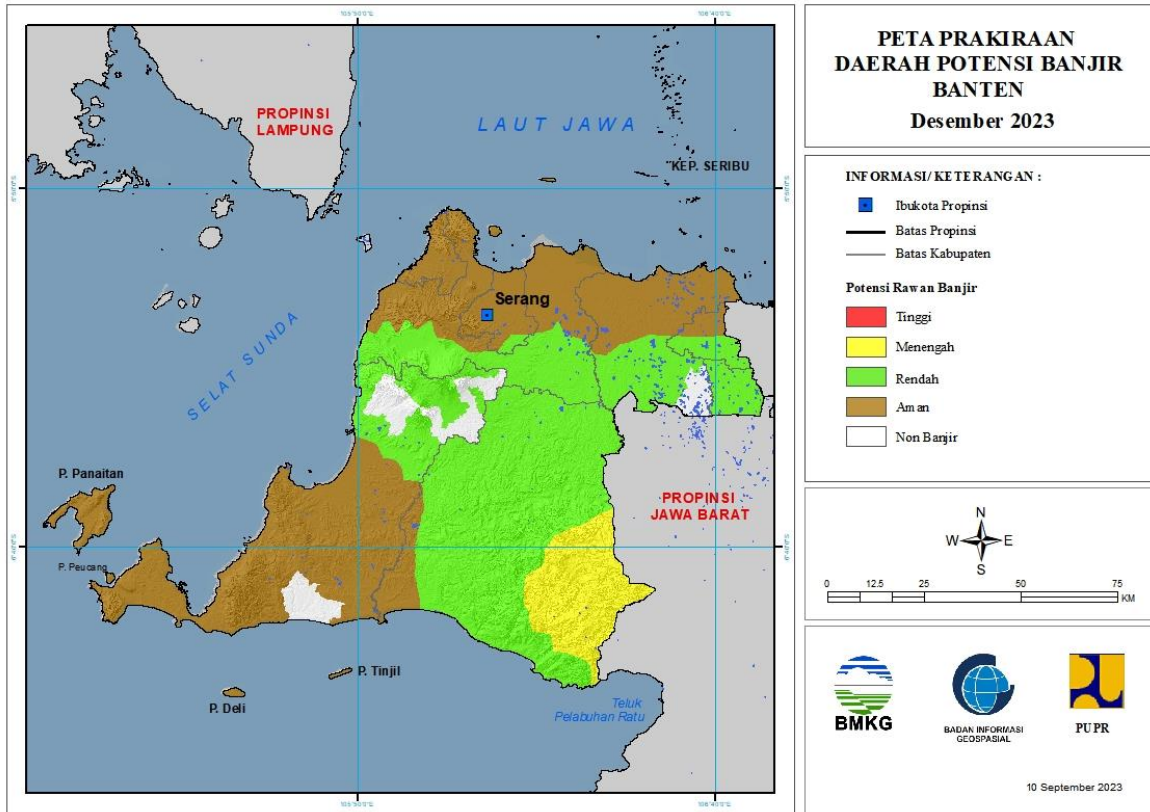 PETA PRAKIRAAN
DAERAH POTENSI BANJIR
BANTEN
Desember 2023
INFORMASI/ KETERANGAN :
Ibukota Propinsi
Batas Propinsi
Batas Kabupaten
Potensi Rawan Banjir
Tinggi
Menengah
Rendah
Aman
Non Banjir
N
W E
S
0 12.5 25 50 75
KM
BMKG
BADAN INFORMASI
GEOSPASIAL
PUPR
10 September 2023
PROPINSI
LAMPUNG
LAUT JAWA
KEP. SERIBU
Serang
SELAT SUNDA
P. Panaitan
P. Peucang
PROPINSI
JAWA BARAT
P. Tinjil
P. Deli
Teluk
Pelabuhan Ratu